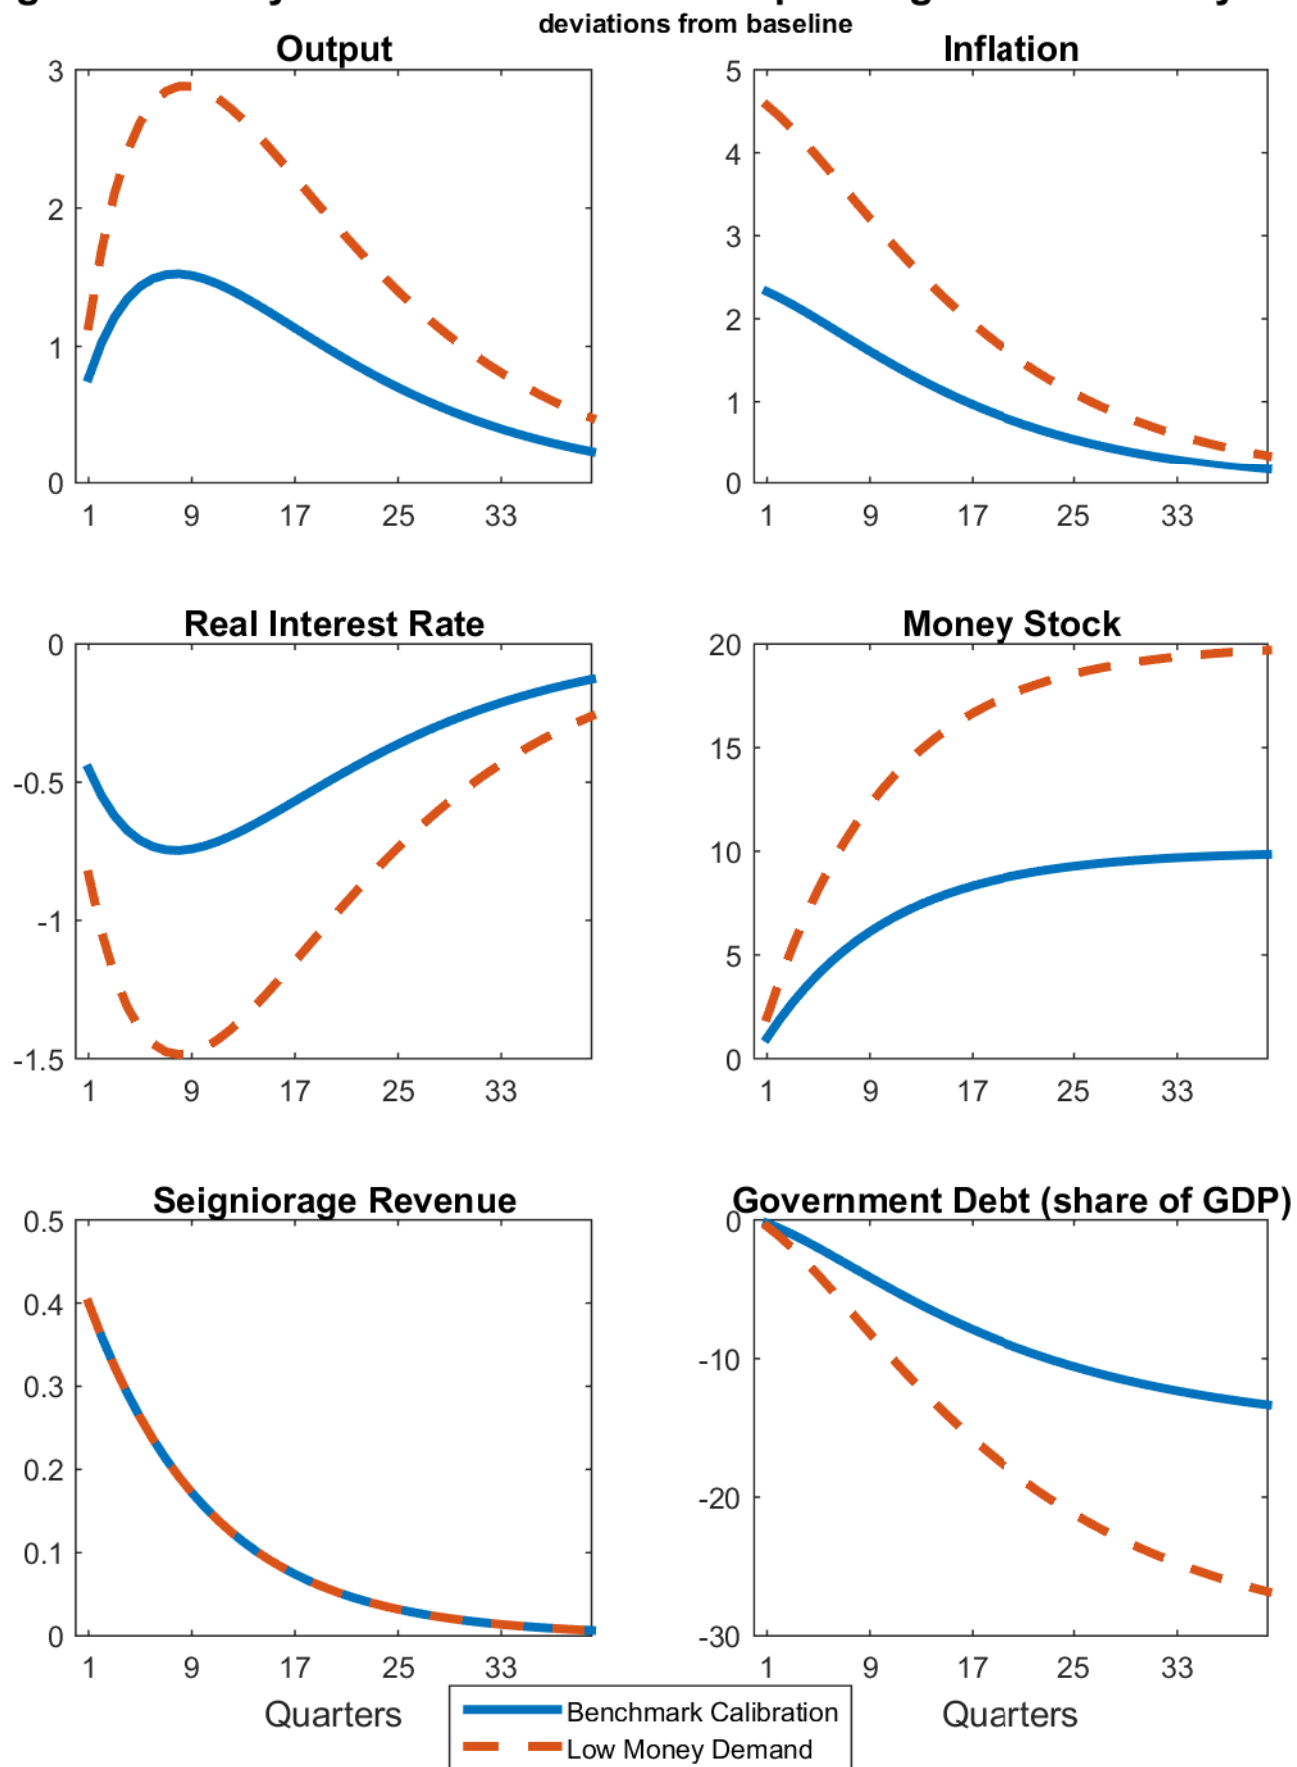 deviations from baseline
Output
3
2
1
0
1 9 17 25 33
Inflation
5
4
3
2
1
0
1 9 17 25 33
Real Interest Rate
0
-0.5
-1
-1.5
1 9 17 25 33
Money Stock
20
15
10
5
0
1 9 17 25 33
Seigniorage Revenue
0.5
0.4
0.3
0.2
0.1
0
1 9 17 25 33
Quarters
Government Debt (share of GDP)
0
-10
-20
-30
1 9 17 25 33
Quarters
Benchmark Calibration
Low Money Demand